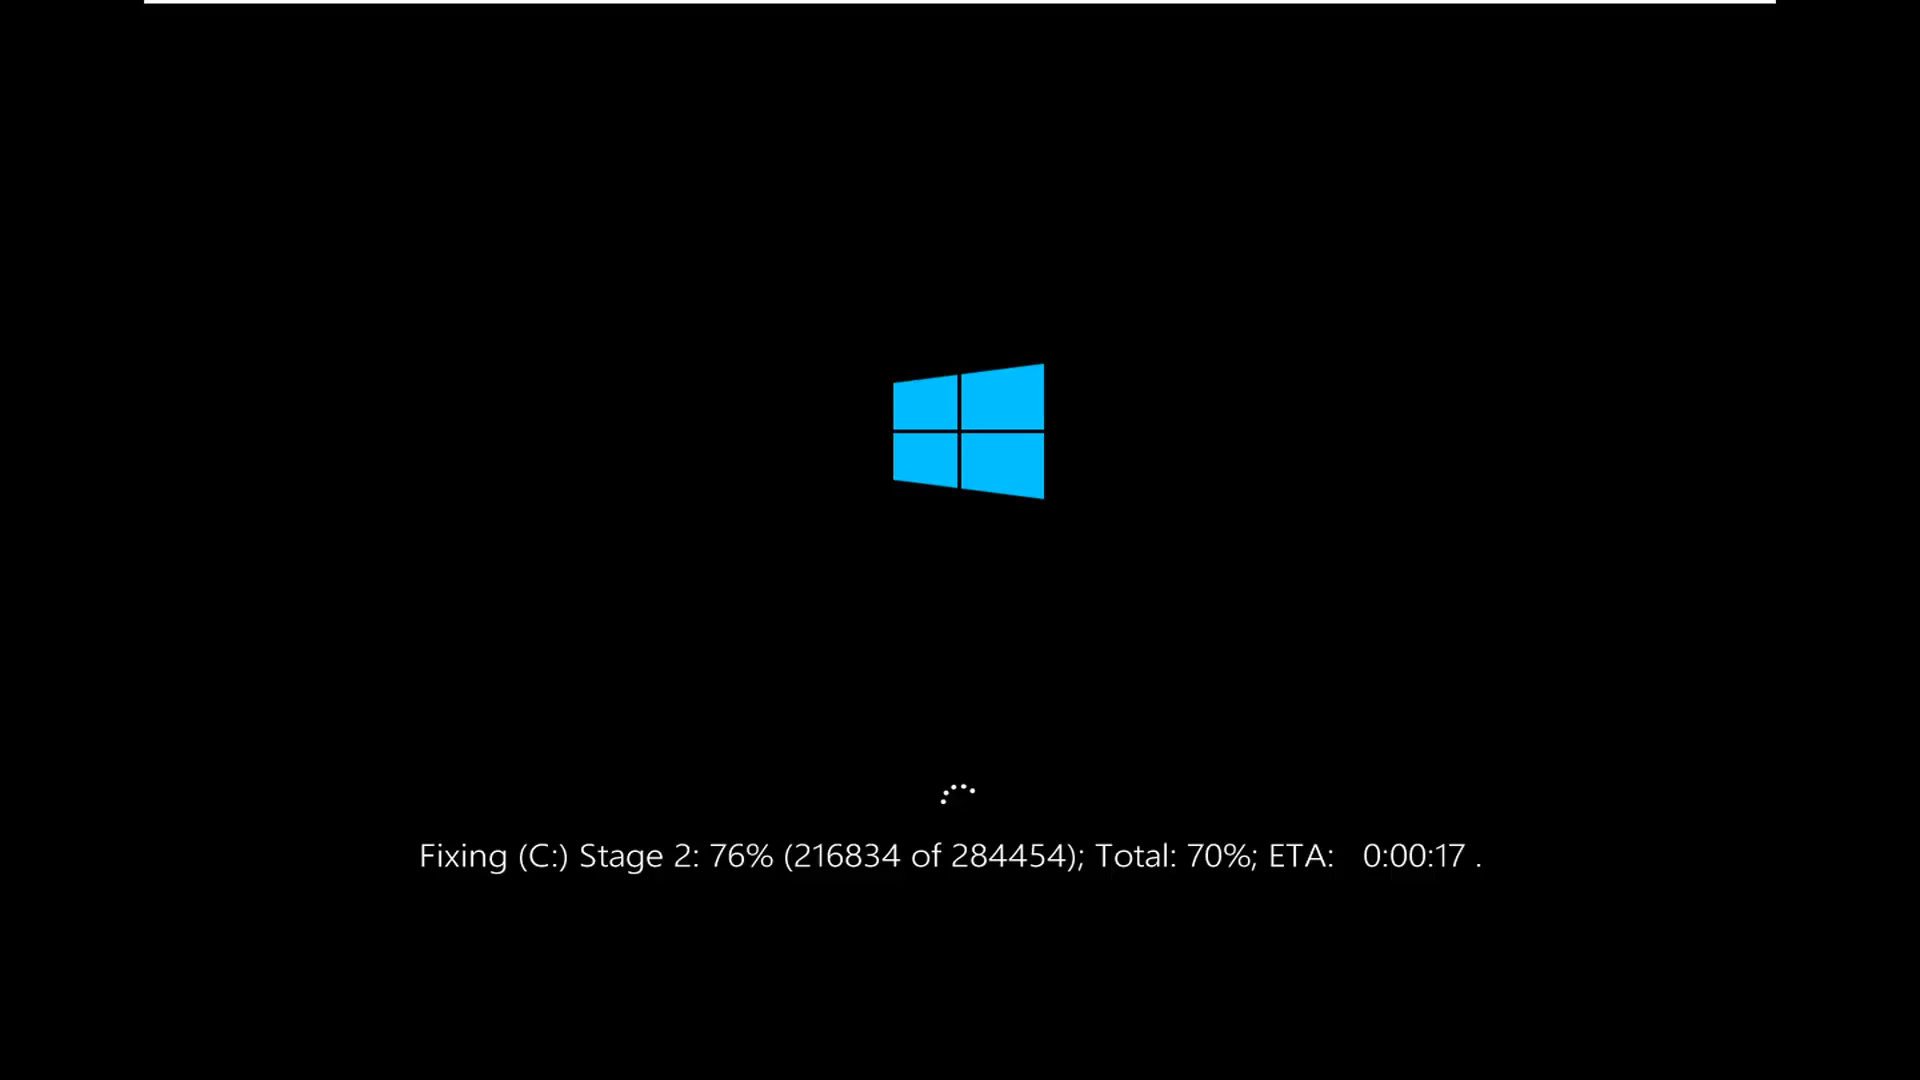 Fixing (C:) Stage 2: 76% (216834 of 284454); Total: 70%; ETA:   0:00:17 .